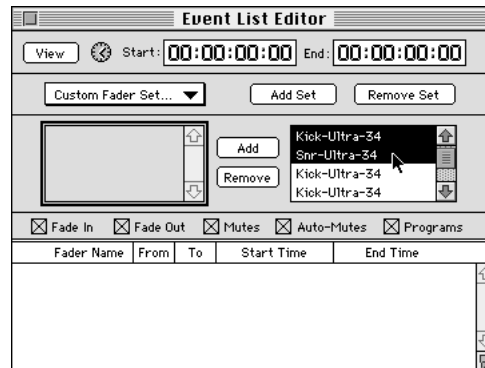 Event List Editor
View Start: 00:00:00:00 End: 00:00:00:00
Custom Fader Set... Add Set Remove Set
Kick-Ultra-34
Add Snr-Ultra-34
Remove Kick-Ultra-34
Kick-Ultra-34
Fade In Fade Out Mutes Auto-Mutes Programs
Fader Name From To Start Time End Time